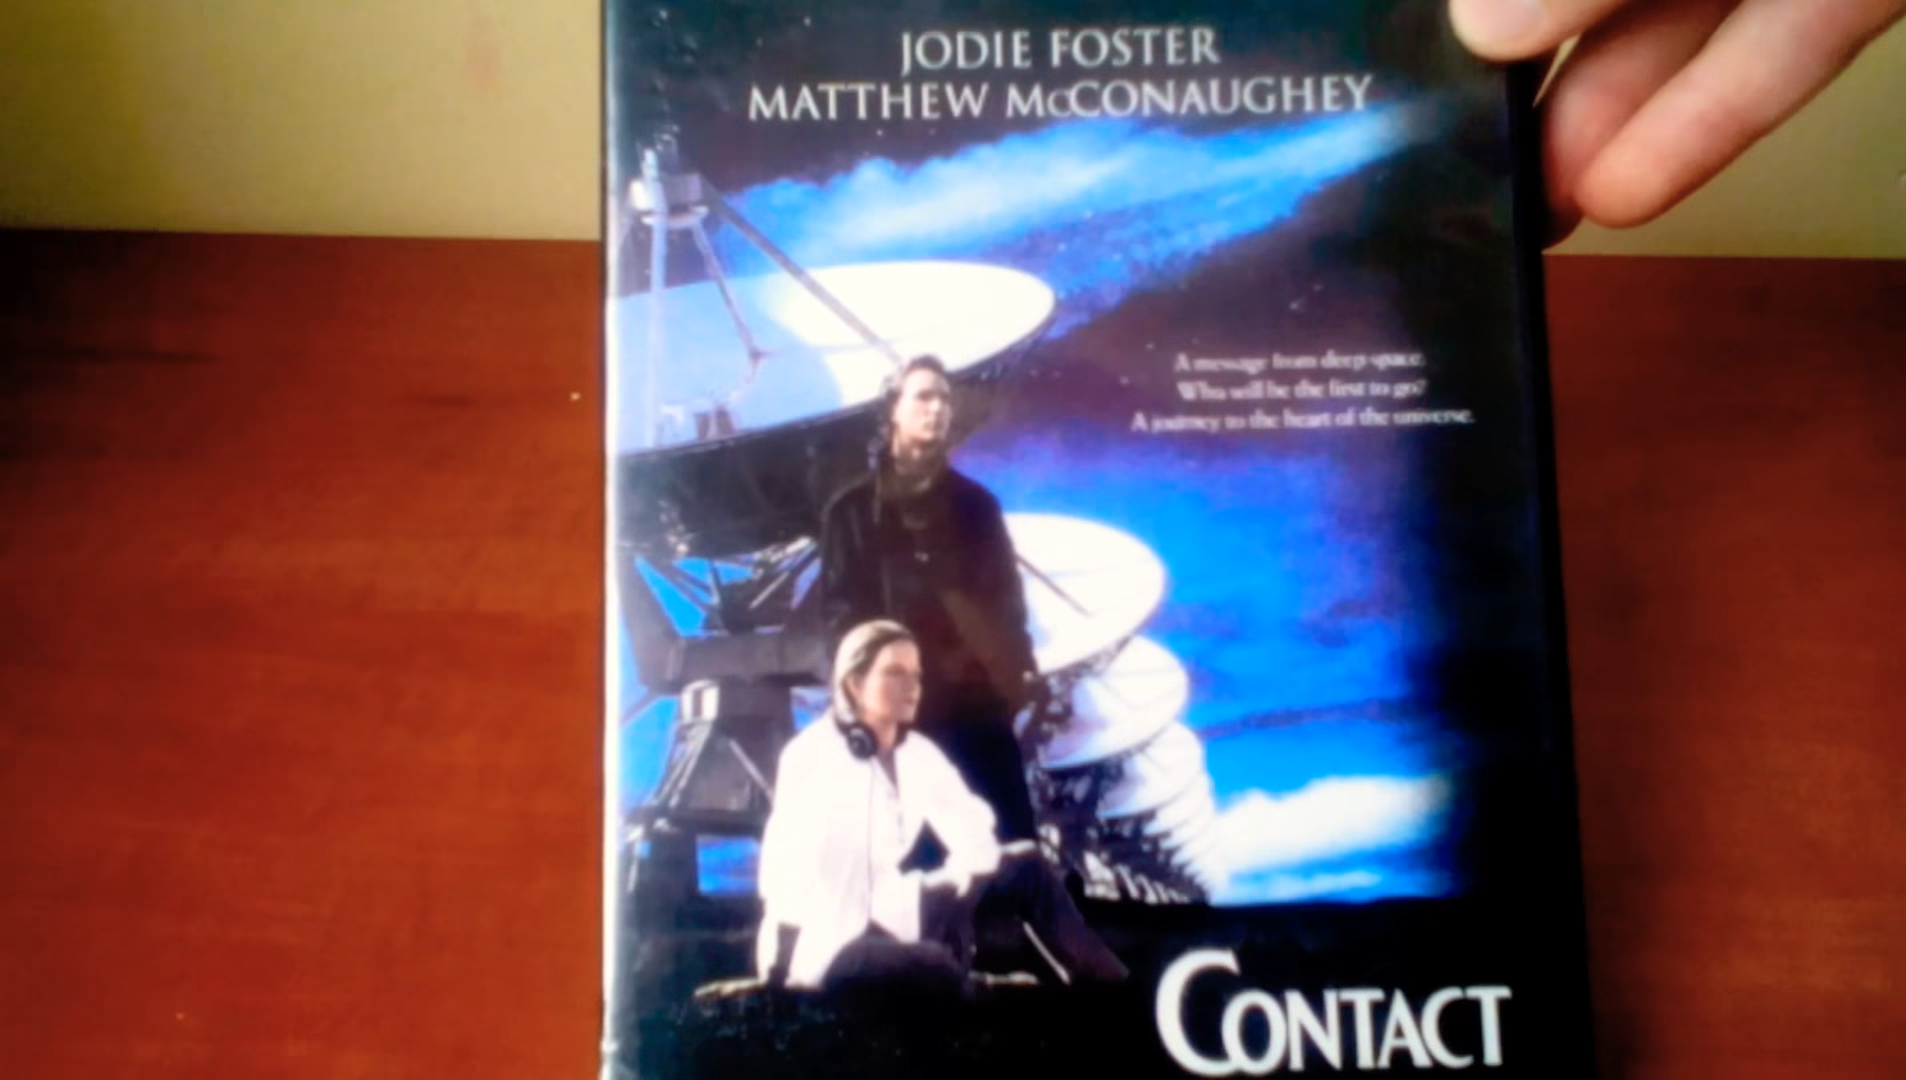 JODIE FOSTER
MATTHEW McCONAUGHEY
A message from deep space.
Who will be the first to go?
A journey to the heart of the universe.
CONTACT